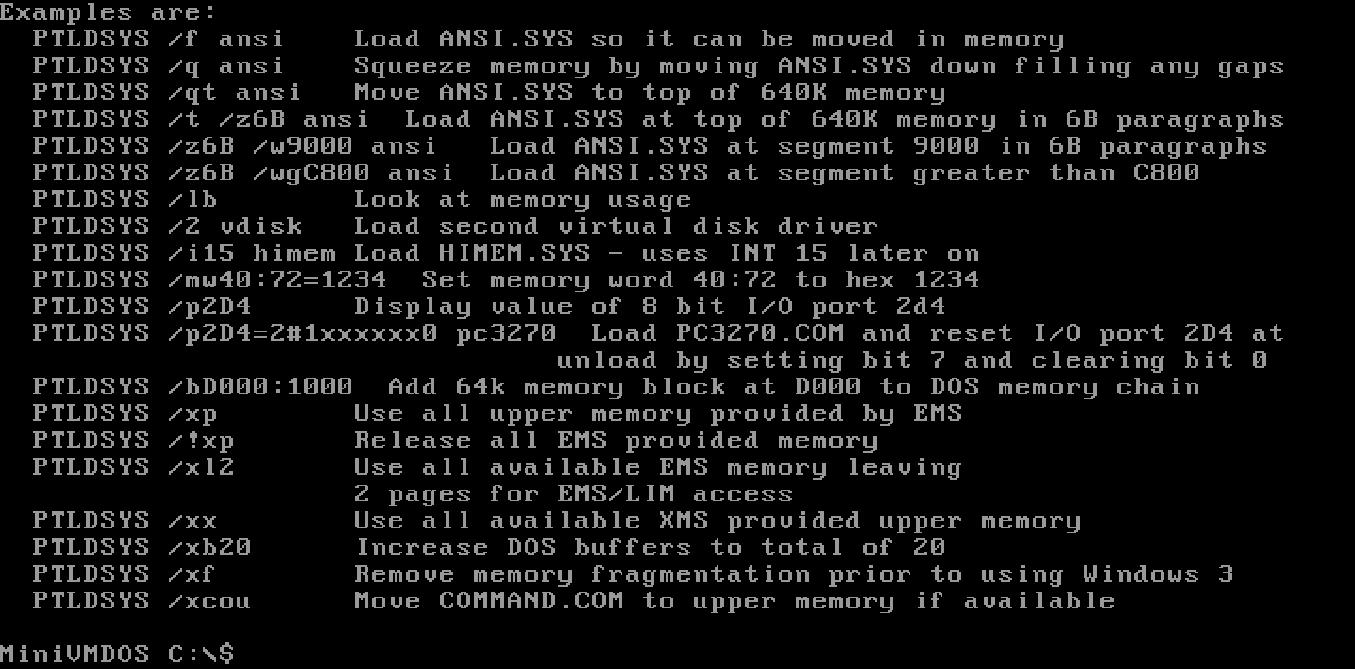 Examples are:
  PTLDSYS /f ansi    Load ANSI.SYS so it can be moved in memory
  PTLDSYS /q ansi    Squeeze memory by moving ANSI.SYS down filling any gaps
  PTLDSYS /qt ansi   Move ANSI.SYS to top of 640K memory
  PTLDSYS /t /z6B ansi  Load ANSI.SYS at top of 640K memory in 6B paragraphs
  PTLDSYS /z6B /w9000 ansi   Load ANSI.SYS at segment 9000 in 6B paragraphs
  PTLDSYS /z6B /wgC800 ansi  Load ANSI.SYS at segment greater than C800
  PTLDSYS /lb        Look at memory usage
  PTLDSYS /2 vdisk   Load second virtual disk driver
  PTLDSYS /i15 himem Load HIMEM.SYS - uses INT 15 later on
  PTLDSYS /mw40:72=1234  Set memory word 40:72 to hex 1234
  PTLDSYS /p2D4      Display value of 8 bit I/O port 2d4
  PTLDSYS /p2D4=2#1xxxxxx0 pc3270  Load PC3270.COM and reset I/O port 2D4 at
                                 unload by setting bit 7 and clearing bit 0
  PTLDSYS /bD000:1000  Add 64k memory block at D000 to DOS memory chain
  PTLDSYS /xp        Use all upper memory provided by EMS
  PTLDSYS /!xp       Release all EMS provided memory
  PTLDSYS /xl2       Use all available EMS memory leaving
                     2 pages for EMS/LIM access
  PTLDSYS /xx        Use all available XMS provided upper memory
  PTLDSYS /xb20      Increase DOS buffers to total of 20
  PTLDSYS /xf        Remove memory fragmentation prior to using Windows 3
  PTLDSYS /xcou      Move COMMAND.COM to upper memory if available

MiniVMDOS C:\$